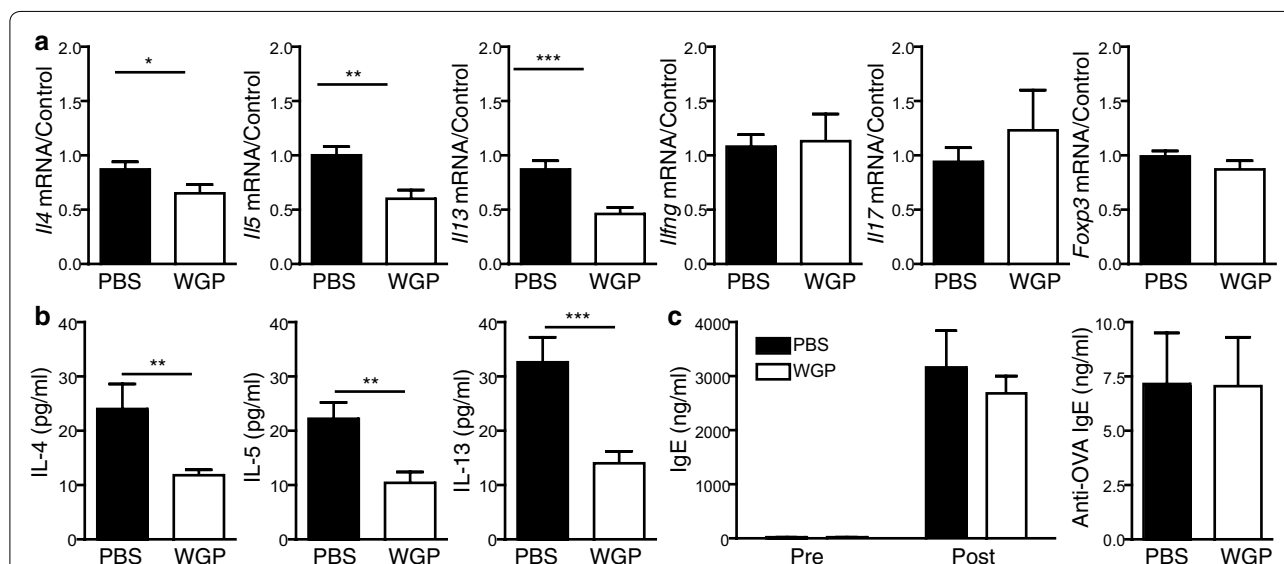 a
2.0 1.5 1.0 0.5 0.0
Il4 mRNA/Control
*
PBS WGP
2.0 1.5 1.0 0.5 0.0
Il5 mRNA/Control
**
PBS WGP
2.0 1.5 1.0 0.5 0.0
Il13 mRNA/Control
***
PBS WGP
2.0 1.5 1.0 0.5 0.0
Ilfng mRNA/Control
PBS WGP
2.0 1.5 1.0 0.5 0.0
Il17 mRNA/Control
PBS WGP
2.0 1.5 1.0 0.5 0.0
Foxp3 mRNA/Control
PBS WGP
b
40 30 20 10 0
IL-4 (pg/ml)
**
PBS WGP
40 30 20 10 0
IL-5 (pg/ml)
**
PBS WGP
40 30 20 10 0
IL-13 (pg/ml)
***
PBS WGP
c
4000 3000 2000 1000 0
IgE (ng/ml)
PBS
WGP
Pre Post
10.0 7.5 5.0 2.5 0.0
Anti-OVA IgE (ng/ml)
PBS WGP